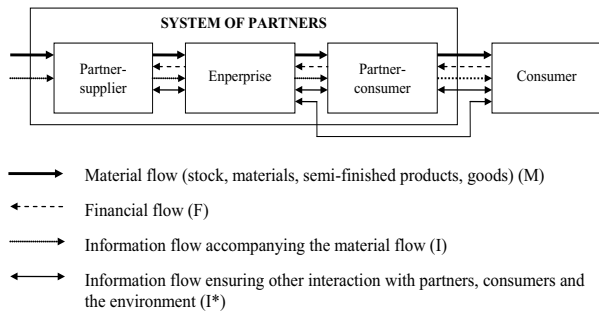 SYSTEM OF PARTNERS
Partner-
supplier
Enperprise
Partner-
consumer
Consumer
Material flow (stock, materials, semi-finished products, goods) (M)
Financial flow (F)
Information flow accompanying the material flow (I)
Information flow ensuring other interaction with partners, consumers and
the environment (I*)